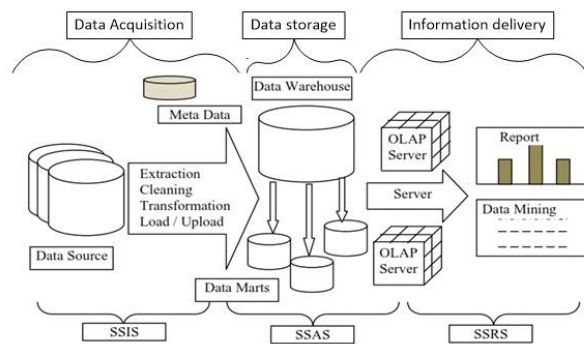 Data Acquisition
Data storage
Information delivery
Data Warehouse
Meta Data
OLAP
Server
Report
Extraction
Cleaning
Transformation
Load / Upload
Server
Data Mining
Data Source
OLAP
Server
Data Marts
SSIS
SSAS
SSRS